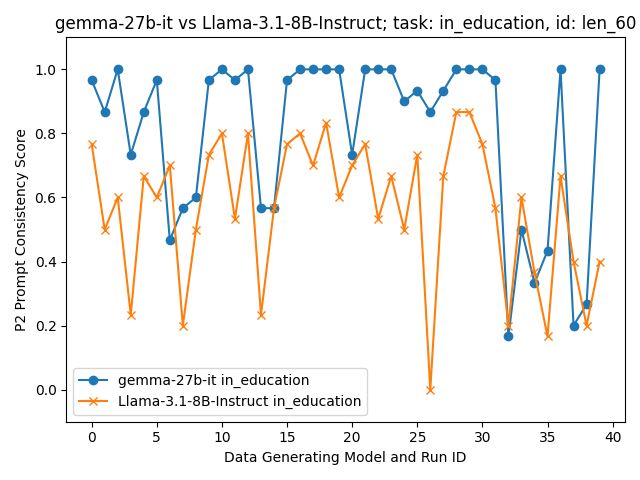 gemma-27b-it vs Llama-3.1-8B-Instruct; task: in_education, id: len_60
P2 Prompt Consistency Score
1.0
0.8
0.6
0.4
0.2
0.0
gemma-27b-it in_education
Llama-3.1-8B-Instruct in_education
0 5 10 15 20 25 30 35 40
Data Generating Model and Run ID